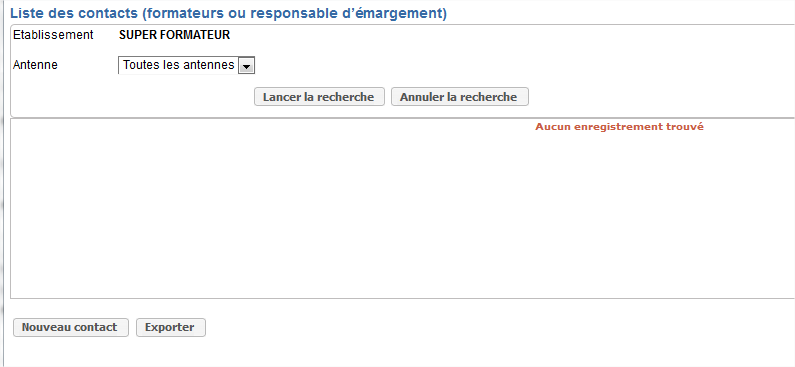 Liste des contacts (formateurs ou responsable d'émargement)
Etablissement SUPER FORMATEUR
Antenne Toutes les antennes
Lancer la recherche Annuler la recherche
Aucun enregistrement trouvé
Nouveau contact Exporter